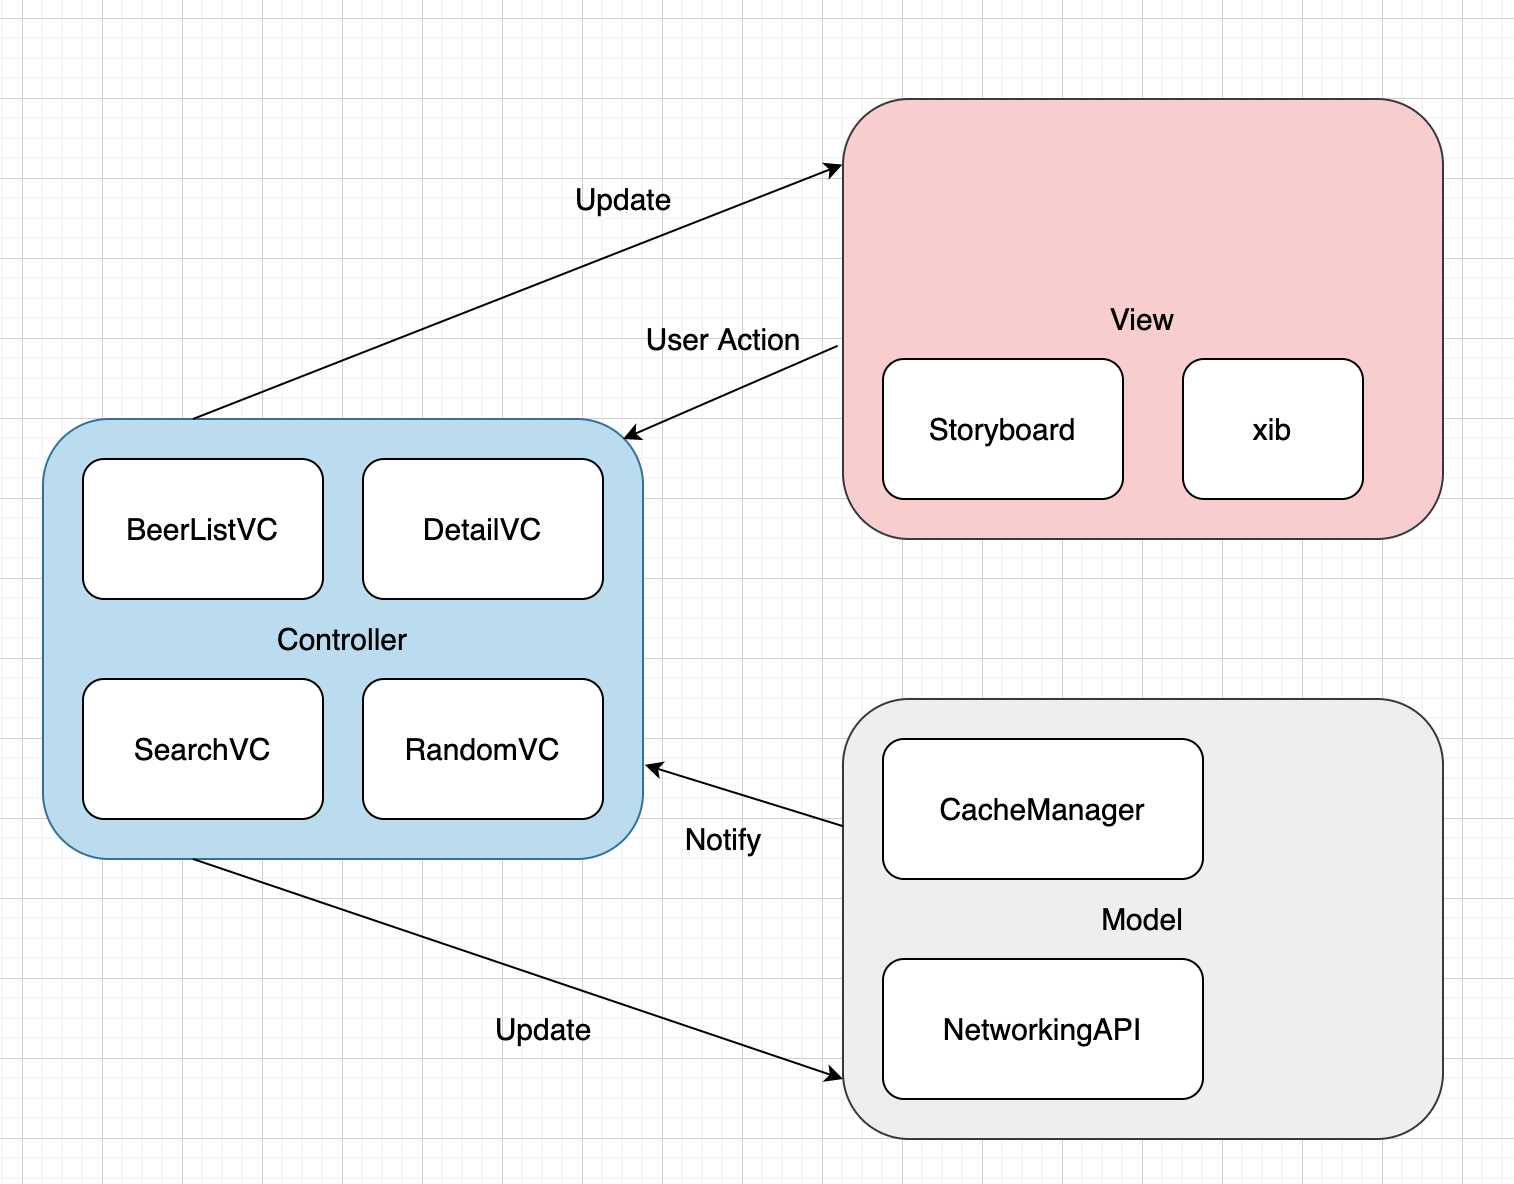 Update
User Action
View
Storyboard
xib
BeerListVC
DetailVC
Controller
SearchVC
RandomVC
Notify
CacheManager
Model
NetworkingAPI
Update